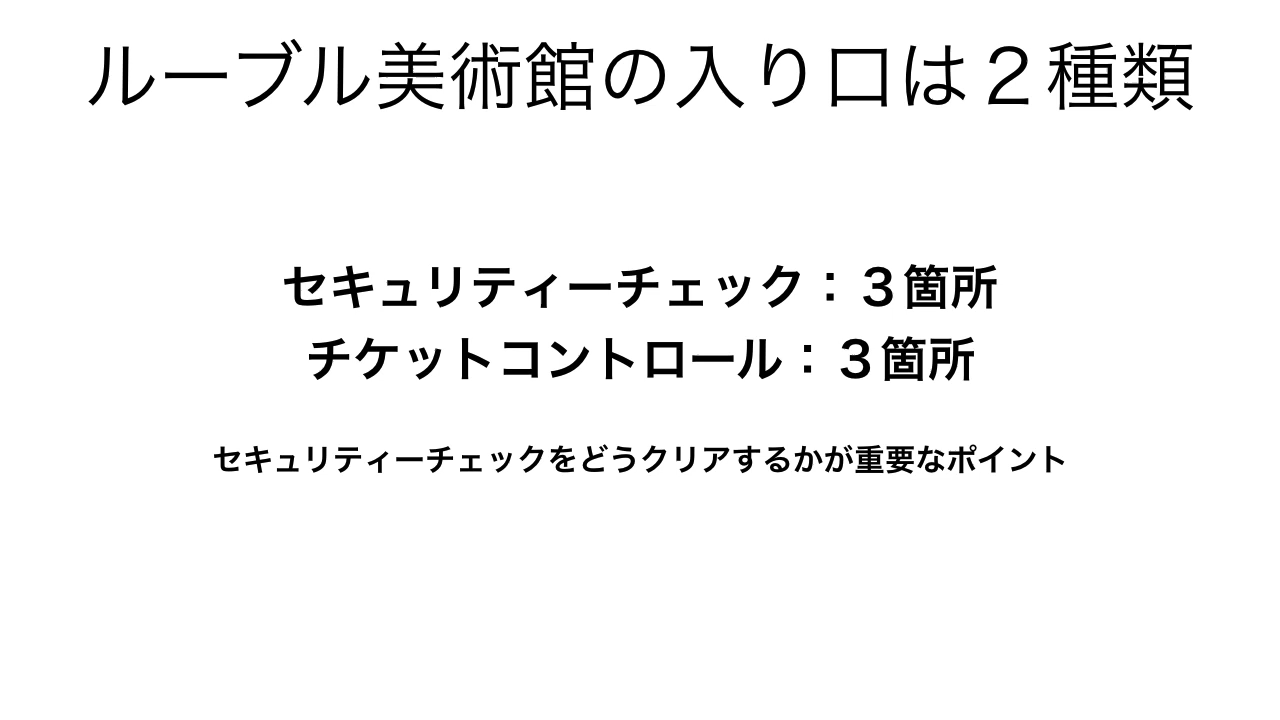 ルーブル美術館の入り口は２種類
セキュリティーチェック：３箇所
チケットコントロール：３箇所
セキュリティーチェックをどうクリアするかが重要なポイント